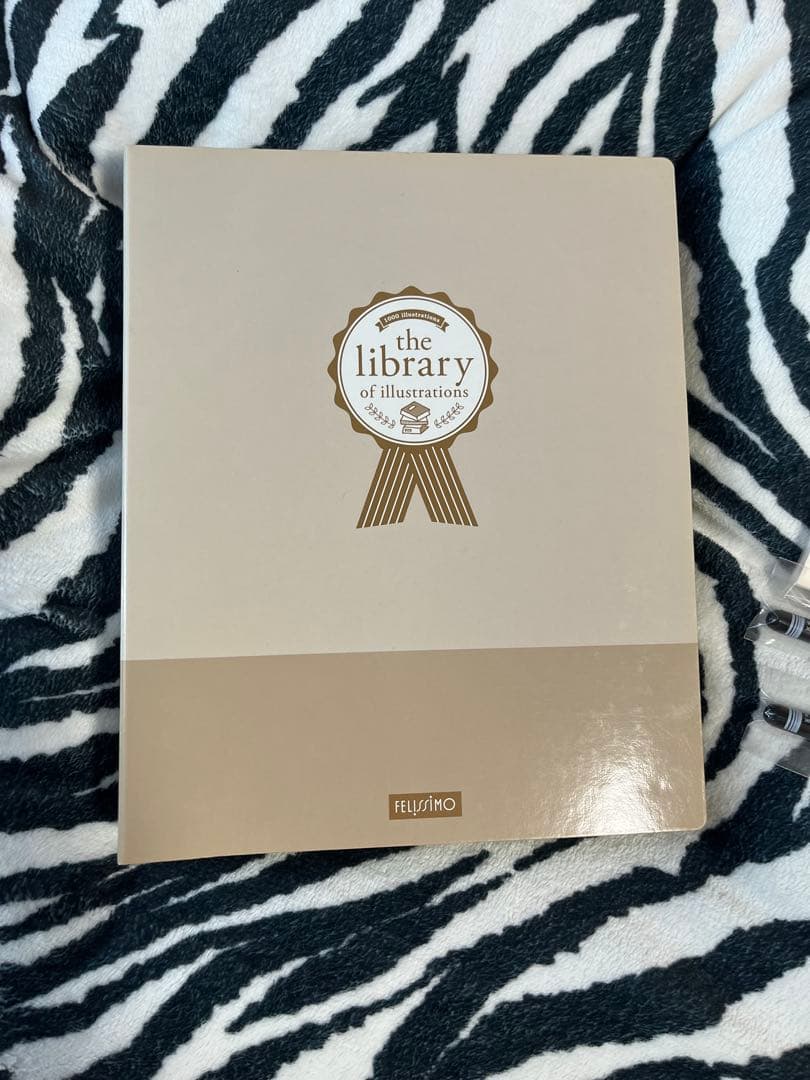 1000 illustrations
the
library
of illustrations
FELISSIMO